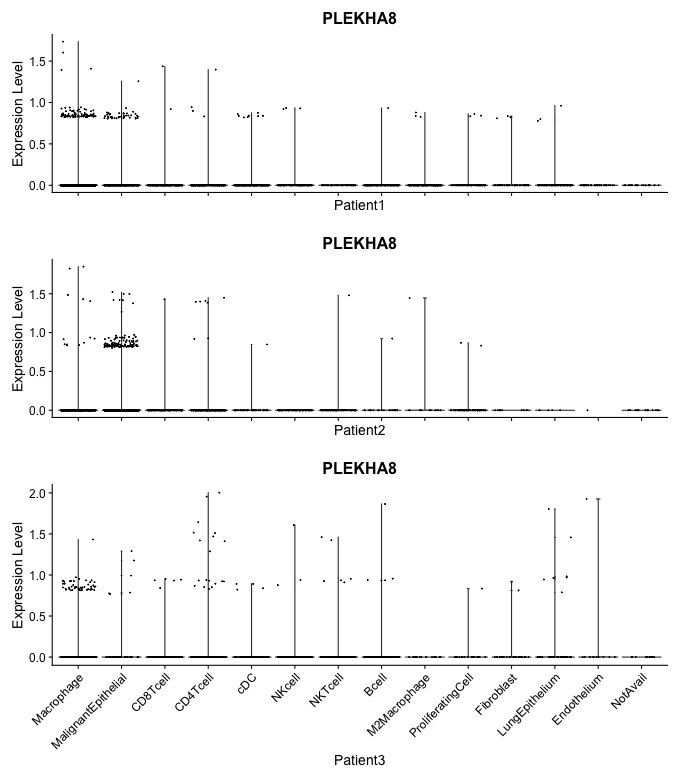 PLEKHA8
Expression Level
1.5
1.0
0.5
0.0
Patient1
PLEKHA8
Expression Level
1.5
1.0
0.5
0.0
Patient2
PLEKHA8
Expression Level
2.0
1.5
1.0
0.5
0.0
Macrophage
MalignantEpithelial
CD8Tcell
CD4Tcell
cDC
NKcell
NKTcell
Bcell
M2Macrophage
ProliferatingCell
Fibroblast
LungEpithelium
Endothelium
NotAvail
Patient3